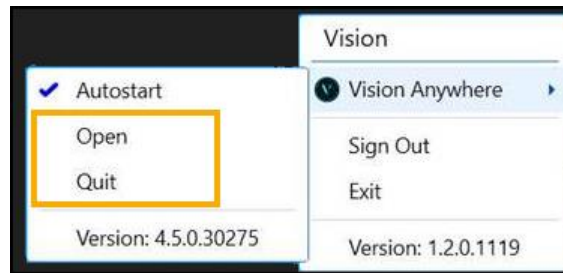 Vision
Autostart
Vision Anywhere
Open
Sign Out
Quit
Exit
Version: 4.5.0.30275
Version: 1.2.0.1119